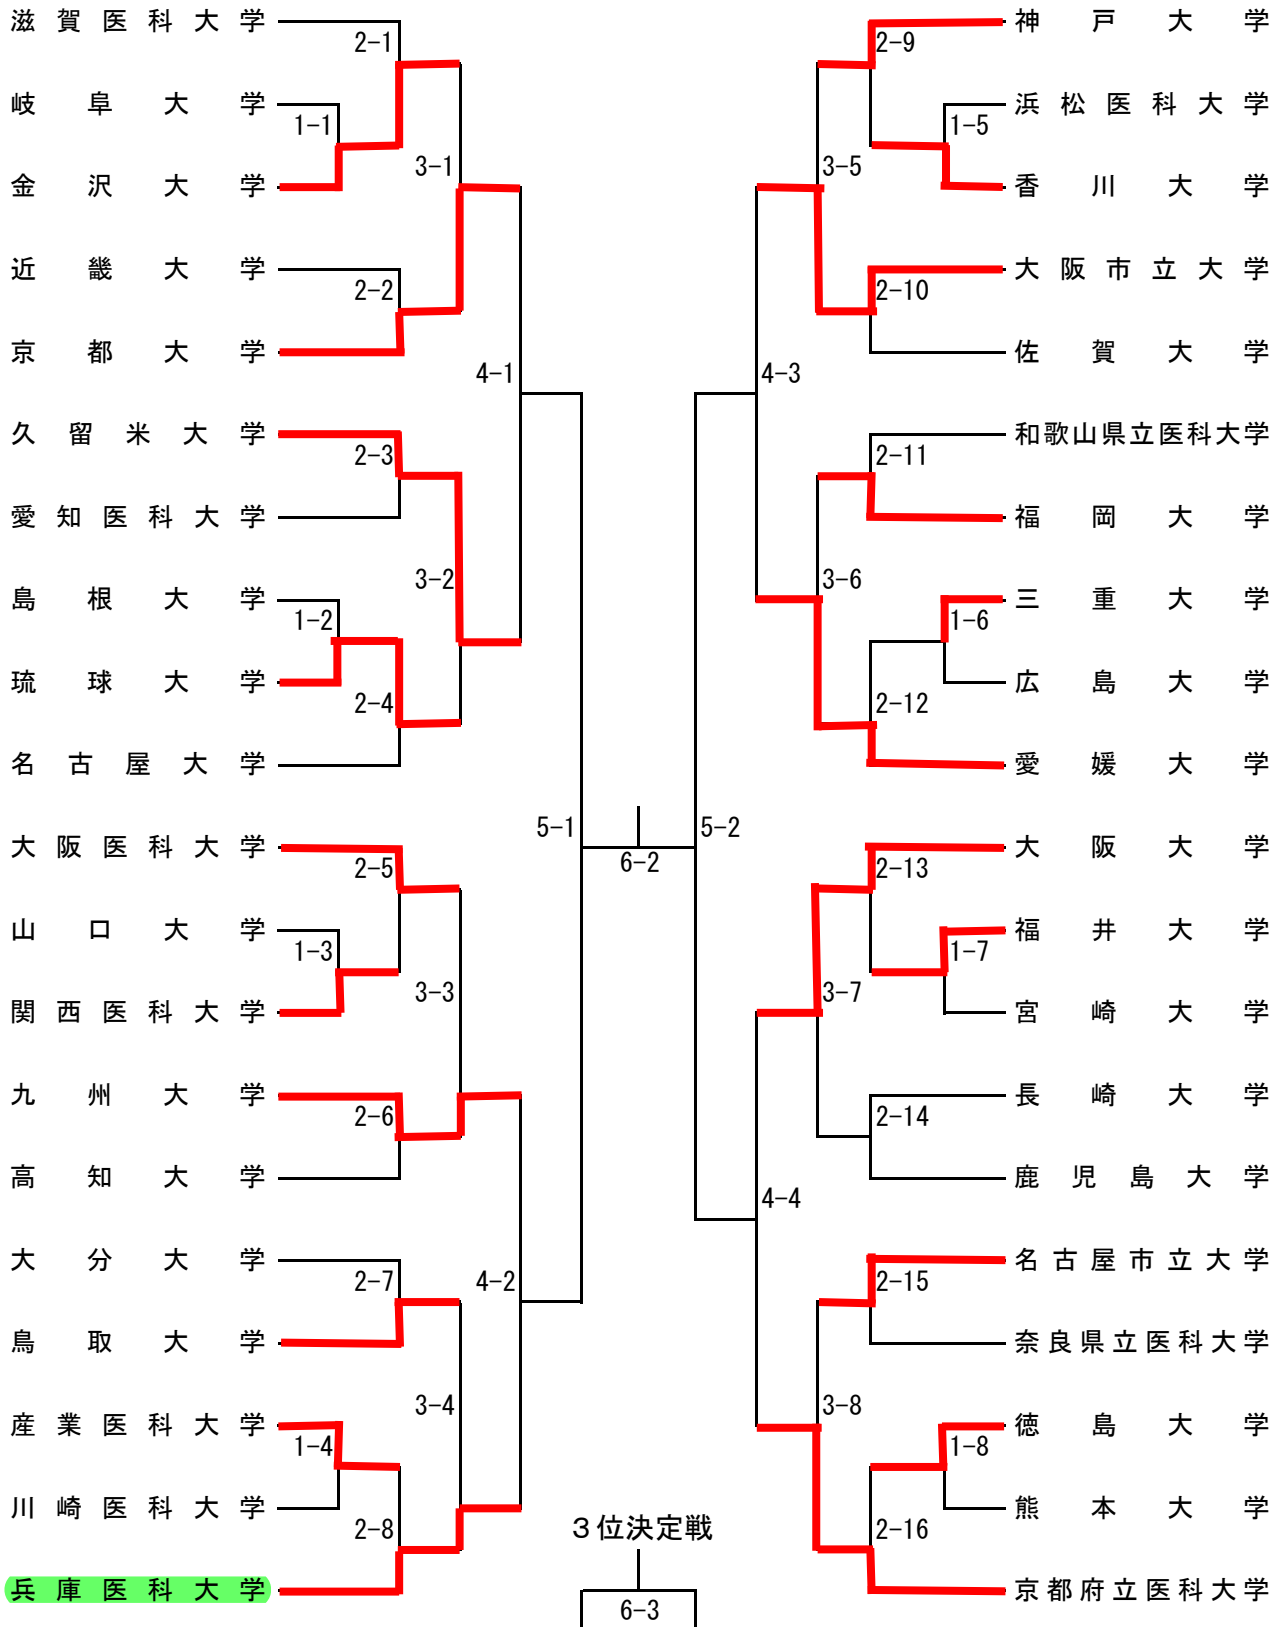 滋賀医科大学
2-1
岐阜大学
1-1
金沢大学
3-1
近畿大学
2-2
京都大学
4-1
久留米大学
2-3
愛知医科大学
3-2
島根大学
1-2
琉球大学
2-4
名古屋大学
5-1
大阪医科大学
2-5
山口大学
1-3
関西医科大学
3-3
九州大学
2-6
高知大学
大分大学
2-7
4-2
鳥取大学
3-4
産業医科大学
1-4
川崎医科大学
2-8
兵庫医科大学
神戸大学
2-9
浜松医科大学
1-5
香川大学
3-5
大阪市立大学
2-10
佐賀大学
4-3
和歌山県立医科大学
2-11
福岡大学
3-6
三重大学
1-6
広島大学
2-12
愛媛大学
5-2
6-2
大阪大学
2-13
福井大学
1-7
宮崎大学
3-7
長崎大学
2-14
鹿児島大学
4-4
名古屋市立大学
2-15
奈良県立医科大学
3-8
徳島大学
1-8
熊本大学
2-16
京都府立医科大学
３位決定戦
6-3